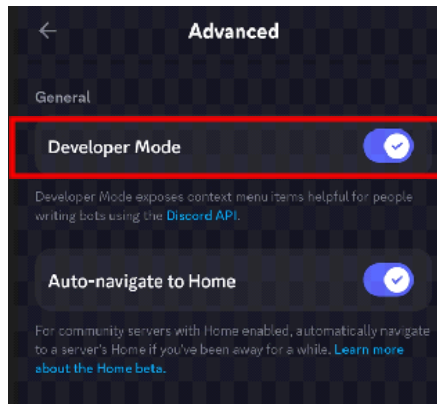 Advanced
General
Developer Mode
Developer Mode exposes context menu items helpful for people
writing bots using the Discord API.
Auto-navigate to Home
For community servers with Home enabled, automatically navigate
to a server's Home if you've been away for a while. Learn more
about the Home beta.